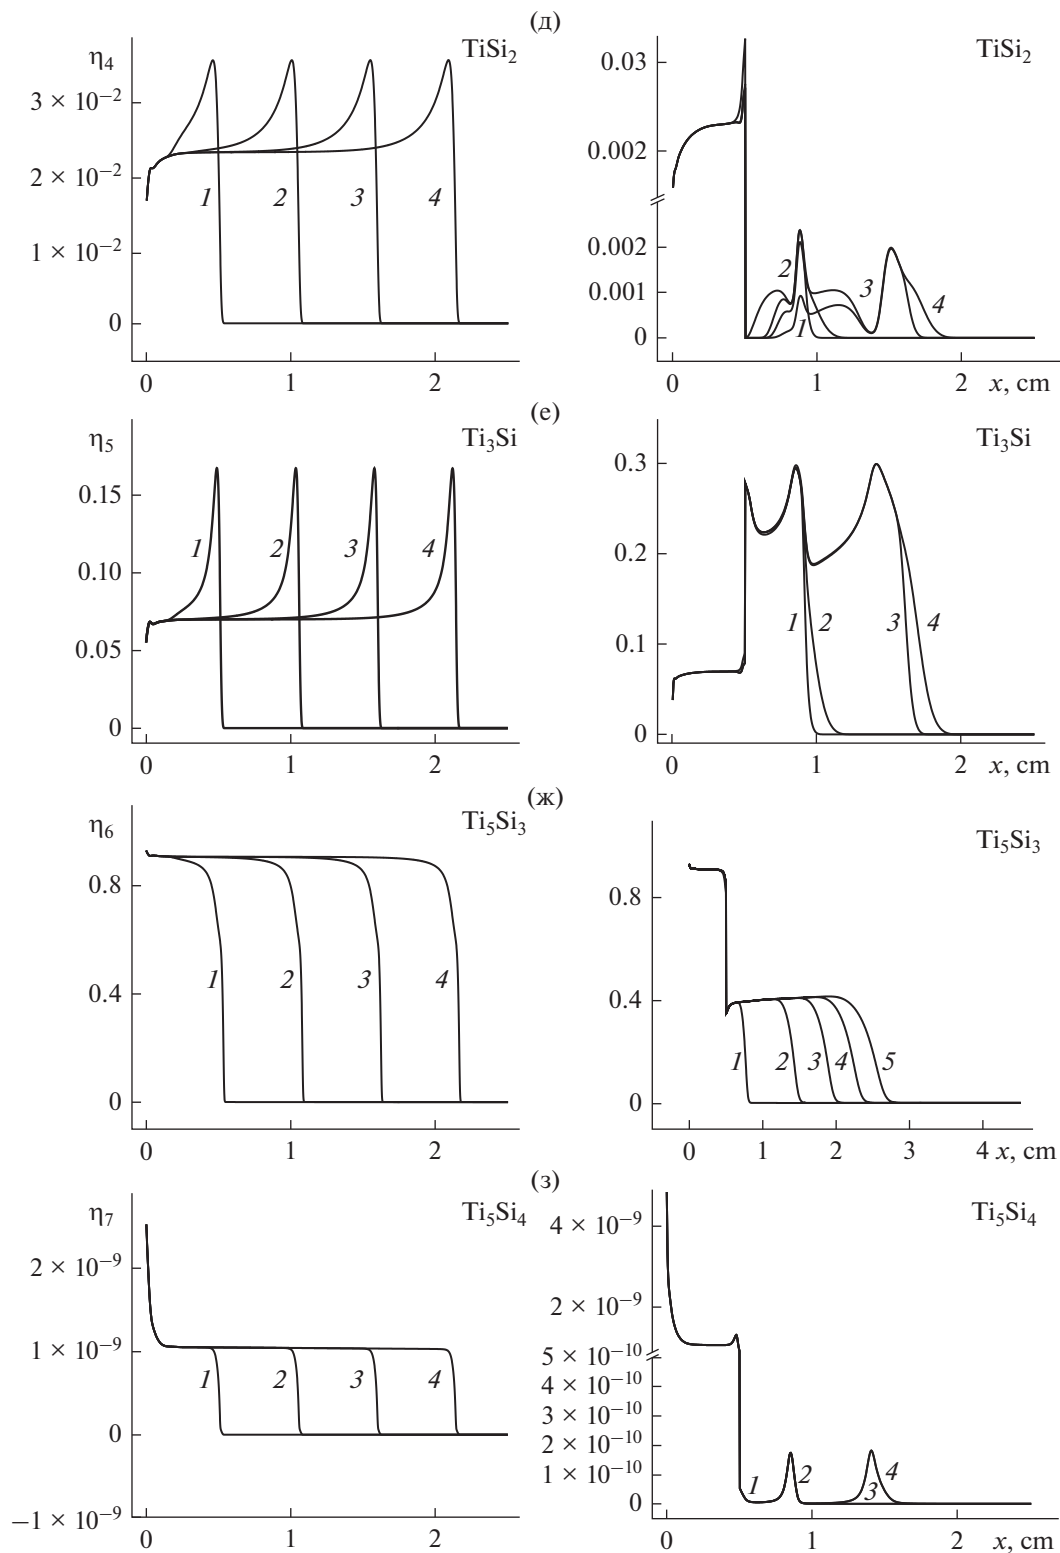 (д)
η₄
TiSi₂
3 × 10⁻²
2 × 10⁻²
1 × 10⁻²
0
1 2 3 4
0 1 2
TiSi₂
0.03
0.002
0.002
0.001
0
2 3 4
1
0 1 2 x, cm
(е)
η₅
Ti₃Si
0.15
0.10
0.05
0
1 2 3 4
0 1 2
Ti₃Si
0.3
0.2
0.1
0
1 2 3 4
0 1 2 x, cm
(ж)
η₆
Ti₅Si₃
0.8
0.4
0
1 2 3 4
0 1 2
Ti₅Si₃
0.8
0.4
0
1 2 3 4 5
0 1 2 3 4 x, cm
(з)
η₇
Ti₅Si₄
2 × 10⁻⁹
1 × 10⁻⁹
0
−1 × 10⁻⁹
1 2 3 4
0 1 2
Ti₅Si₄
4 × 10⁻⁹
2 × 10⁻⁹
5 × 10⁻¹⁰
4 × 10⁻¹⁰
3 × 10⁻¹⁰
2 × 10⁻¹⁰
1 × 10⁻¹⁰
0
1 2 3 4
0 1 2 x, cm